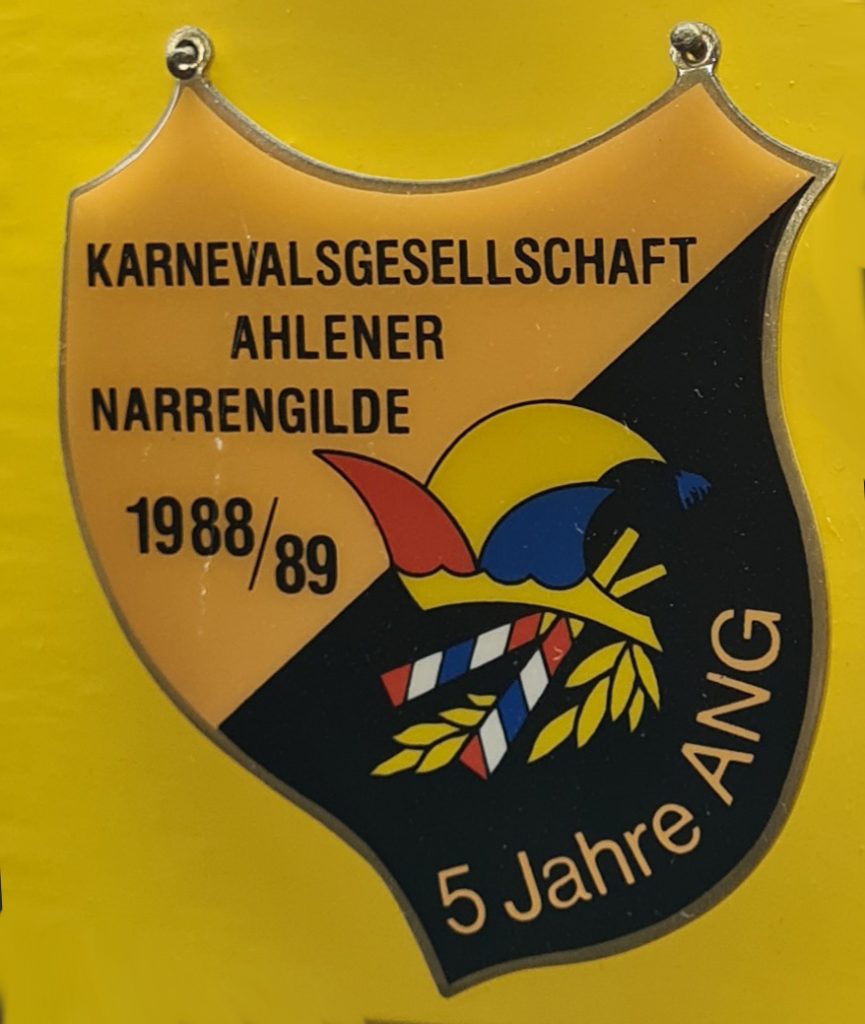 KARNEVALSGESELLSCHAFT
AHLENER
NARRENGILDE
1988/89
5 Jahre ANG